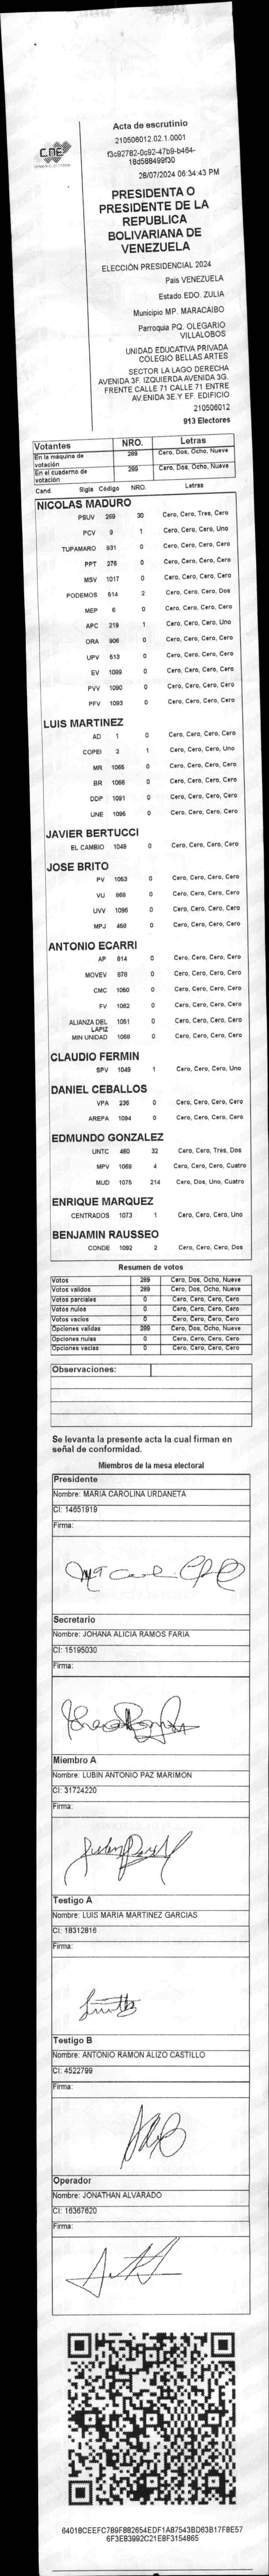 CNE
Acta de escrutinio
210506012.02.1.0001
f3c92782-0c92-47b9-b464-
18d588499f30
28/07/2024 06:34:43 PM
PRESIDENTA O
PRESIDENTE DE LA
REPUBLICA
BOLIVARIANA DE
VENEZUELA
ELECCIÓN PRESIDENCIAL 2024
Pais VENEZUELA
Estado EDO. ZULIA
Municipio MP. MARACAIBO
Parroquia PQ. OLEGARIO
VILLALOBOS
UNIDAD EDUCATIVA PRIVADA
COLEGIO BELLAS ARTES
SECTOR LA LAGO DERECHA
AVENIDA 3F. IZQUIERDA AVENIDA 3G.
FRENTE CALLE 71 CALLE 71 ENTRE
AVENIDA 3E.Y EF. EDIFICIO
210506012
913 Electores
Votantes NRO. Letras
En la máquina de votación 289 Cero, Dos, Ocho, Nueve
En el cuaderno de votación 289 Cero, Dos, Ocho, Nueve
Cand. Sigla Código NRO. Letras
NICOLAS MADURO
PSUV 269 30 Cero, Cero, Tres, Cero
PCV 9 1 Cero, Cero, Cero, Uno
TUPAMARO 931 0 Cero, Cero, Cero, Cero
PPT 276 0 Cero, Cero, Cero, Cero
MSV 1017 0 Cero, Cero, Cero, Cero
PODEMOS 514 2 Cero, Cero, Cero, Dos
MEP 6 0 Cero, Cero, Cero, Cero
APC 219 1 Cero, Cero, Cero, Uno
ORA 906 0 Cero, Cero, Cero, Cero
UPV 513 0 Cero, Cero, Cero, Cero
EV 1089 0 Cero, Cero, Cero, Cero
PVV 1090 0 Cero, Cero, Cero, Cero
PFV 1093 0 Cero, Cero, Cero, Cero
LUIS MARTINEZ
AD 1 0 Cero, Cero, Cero, Cero
COPEI 2 1 Cero, Cero, Cero, Uno
MR 1065 0 Cero, Cero, Cero, Cero
BR 1066 0 Cero, Cero, Cero, Cero
DDP 1091 0 Cero, Cero, Cero, Cero
UNE 1095 0 Cero, Cero, Cero, Cero
JAVIER BERTUCCI
EL CAMBIO 1048 0 Cero, Cero, Cero, Cero
JOSE BRITO
PV 1053 0 Cero, Cero, Cero, Cero
VU 868 0 Cero, Cero, Cero, Cero
UVV 1096 0 Cero, Cero, Cero, Cero
MPJ 459 0 Cero, Cero, Cero, Cero
ANTONIO ECARRI
AP 814 0 Cero, Cero, Cero, Cero
MOVEV 878 0 Cero, Cero, Cero, Cero
CMC 1050 0 Cero, Cero, Cero, Cero
FV 1062 0 Cero, Cero, Cero, Cero
ALIANZA DEL LAPIZ 1051 0 Cero, Cero, Cero, Cero
MIN UNIDAD 1068 0 Cero, Cero, Cero, Cero
CLAUDIO FERMIN
SPV 1049 1 Cero, Cero, Cero, Uno
DANIEL CEBALLOS
VPA 236 0 Cero, Cero, Cero, Cero
AREPA 1094 0 Cero, Cero, Cero, Cero
EDMUNDO GONZALEZ
UNTC 460 32 Cero, Cero, Tres, Dos
MPV 1069 4 Cero, Cero, Cero, Cuatro
MUD 1075 214 Cero, Dos, Uno, Cuatro
ENRIQUE MARQUEZ
CENTRADOS 1073 1 Cero, Cero, Cero, Uno
BENJAMIN RAUSSEO
CONDE 1092 2 Cero, Cero, Cero, Dos
Resumen de votos
Votos 289 Cero, Dos, Ocho, Nueve
Votos validos 289 Cero, Dos, Ocho, Nueve
Votos parciales 0 Cero, Cero, Cero, Cero
Votos nulos 0 Cero, Cero, Cero, Cero
Votos vacios 0 Cero, Cero, Cero, Cero
Opciones validas 289 Cero, Dos, Ocho, Nueve
Opciones nulas 0 Cero, Cero, Cero, Cero
Opciones vacias 0 Cero, Cero, Cero, Cero
Observaciones:
Se levanta la presente acta la cual firman en
señal de conformidad.
Miembros de la mesa electoral
Presidente
Nombre: MARIA CAROLINA URDANETA
CI: 14651919
Firma:
Secretario
Nombre: JOHANA ALICIA RAMOS FARIA
CI: 15195030
Firma:
Miembro A
Nombre: LUBIN ANTONIO PAZ MARIMON
CI: 31724220
Firma:
Testigo A
Nombre: LUIS MARIA MARTINEZ GARCIAS
CI: 18312816
Firma:
Testigo B
Nombre: ANTONIO RAMON ALIZO CASTILLO
CI: 4522799
Firma:
Operador
Nombre: JONATHAN ALVARADO
CI: 16367620
Firma:
64018CEEFC789F882654EDF1A87543BD63B17F8E57
6F3E83992C21E8F3154865